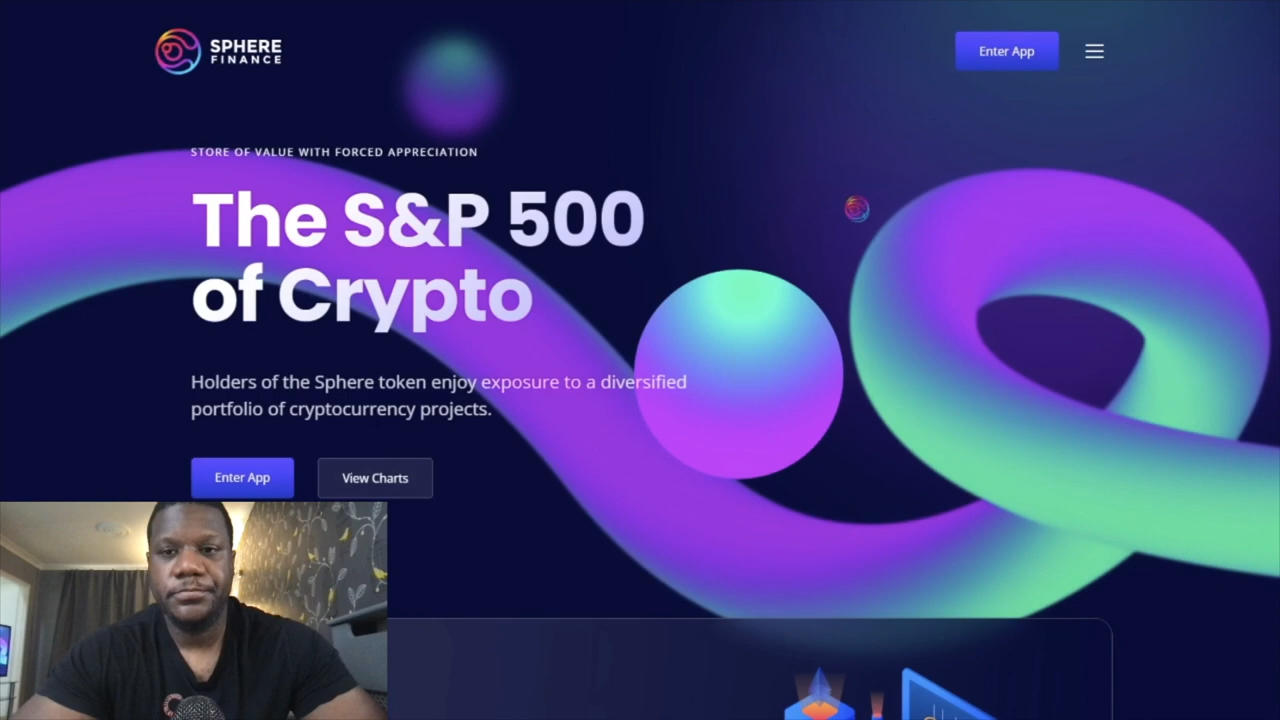 SPHERE
FINANCE
Enter App
STORE OF VALUE WITH FORCED APPRECIATION
The S&P 500
of Crypto
Holders of the Sphere token enjoy exposure to a diversified
portfolio of cryptocurrency projects.
Enter App
View Charts